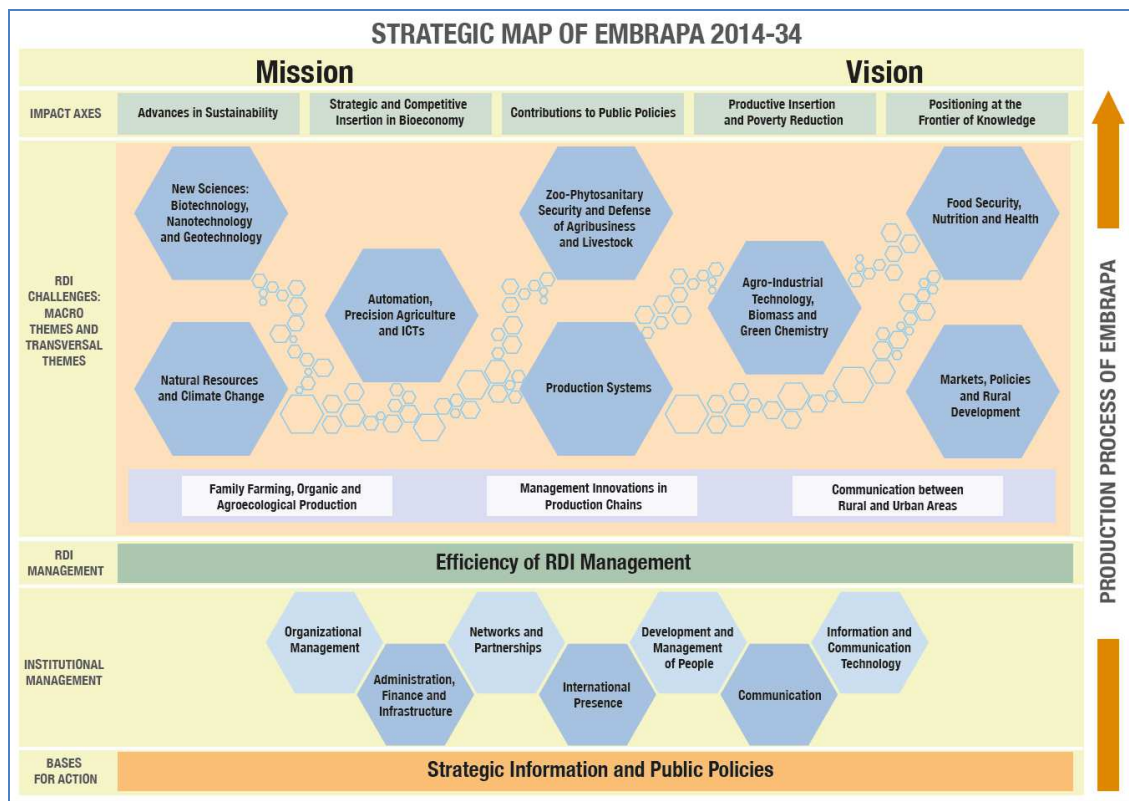 STRATEGIC MAP OF EMBRAPA 2014-34
Mission
Vision
IMPACT AXES
Advances in Sustainability
Strategic and Competitive
Insertion in Bioeconomy
Contributions to Public Policies
Productive Insertion
and Poverty Reduction
Positioning at the
Frontier of Knowledge
RDI
CHALLENGES:
MACRO
THEMES AND
TRANSVERSAL
THEMES
New Sciences:
Biotechnology,
Nanotechnology
and Geotechnology
Zoo-Phytosanitary
Security and Defense
of Agribusiness
and Livestock
Food Security,
Nutrition and Health
Automation,
Precision Agriculture
and ICTs
Agro-Industrial
Technology,
Biomass and
Green Chemistry
Natural Resources
and Climate Change
Production Systems
Markets, Policies
and Rural
Development
Family Farming, Organic and
Agroecological Production
Management Innovations in
Production Chains
Communication between
Rural and Urban Areas
RDI
MANAGEMENT
Efficiency of RDI Management
INSTITUTIONAL
MANAGEMENT
Organizational
Management
Networks and
Partnerships
Development and
Management
of People
Information and
Communication
Technology
Administration,
Finance and
Infrastructure
International
Presence
Communication
BASES
FOR ACTION
Strategic Information and Public Policies
PRODUCTION PROCESS OF EMBRAPA